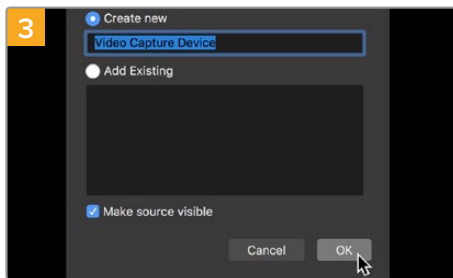 3
Create new
Video Capture Device
Add Existing
Make source visible
Cancel OK